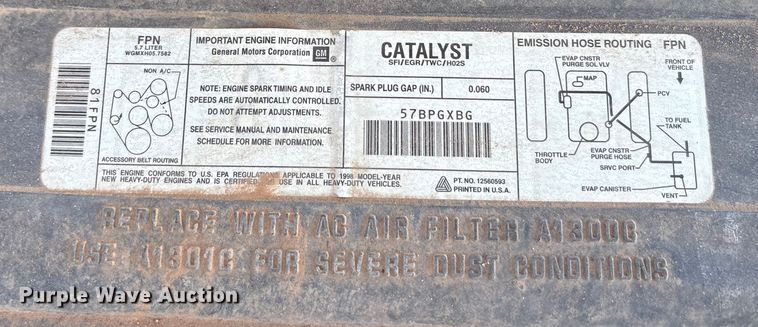 FPN
5.7 LITER
WGMXH05.7582
NON A/C
81FPN
ACCESSORY BELT ROUTING
IMPORTANT ENGINE INFORMATION
General Motors Corporation GM
NOTE: ENGINE SPARK TIMING AND IDLE
SPEEDS ARE AUTOMATICALLY CONTROLLED.
DO NOT ATTEMPT ADJUSTMENTS.
SEE SERVICE MANUAL AND MAINTENANCE
SCHEDULE FOR MORE INFORMATION.
CATALYST
SFI/EGR/TWC/HO2S
SPARK PLUG GAP (IN.) 0.060
57BPGXBG
THIS ENGINE CONFORMS TO U.S. EPA REGULATIONS APPLICABLE TO 1998 MODEL-YEAR
NEW HEAVY-DUTY ENGINES AND IS CERTIFIED FOR USE IN ALL HEAVY-DUTY VEHICLES.
PT. NO. 12560593
PRINTED IN U.S.A.
EMISSION HOSE ROUTING FPN
EVAP CNSTR
PURGE SOL VLV
MAP
FRONT OF
VEHICLE
PCV
TO FUEL
TANK
THROTTLE
BODY
EVAP CNSTR
PURGE HOSE
SRVC PORT
EVAP CANISTER
VENT
REPLACE WITH AC AIR FILTER A1300C
USE A1301C FOR SEVERE DUST CONDITIONS
Purple Wave Auction